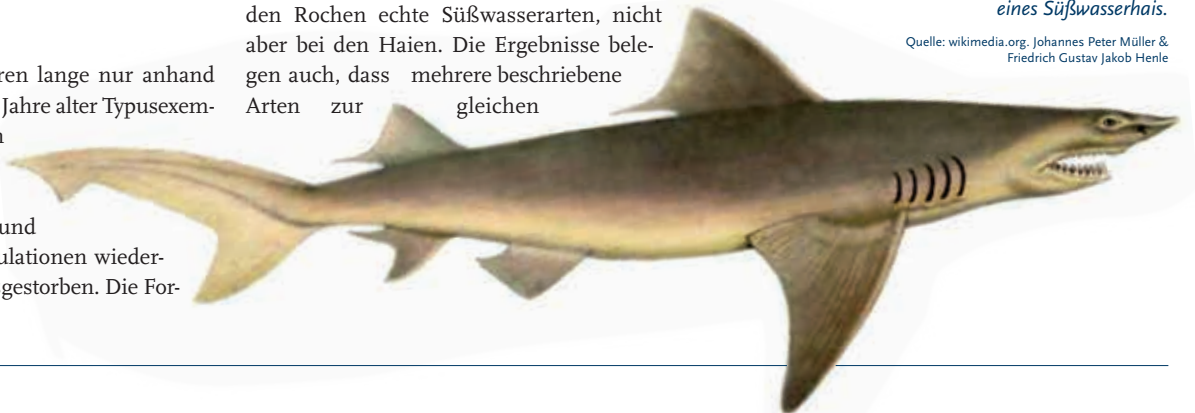 ren lange nur anhand
Jahre alter Typusexem-
und
ulationen wieder-
gestorben. Die For-
den Rochen echte Süßwasserarten, nicht
aber bei den Haien. Die Ergebnisse bele-
gen auch, dass mehrere beschriebene
Arten zur gleichen
eines Süßwasserhais.
Quelle: wikimedia.org. Johannes Peter Müller &
Friedrich Gustav Jakob Henle